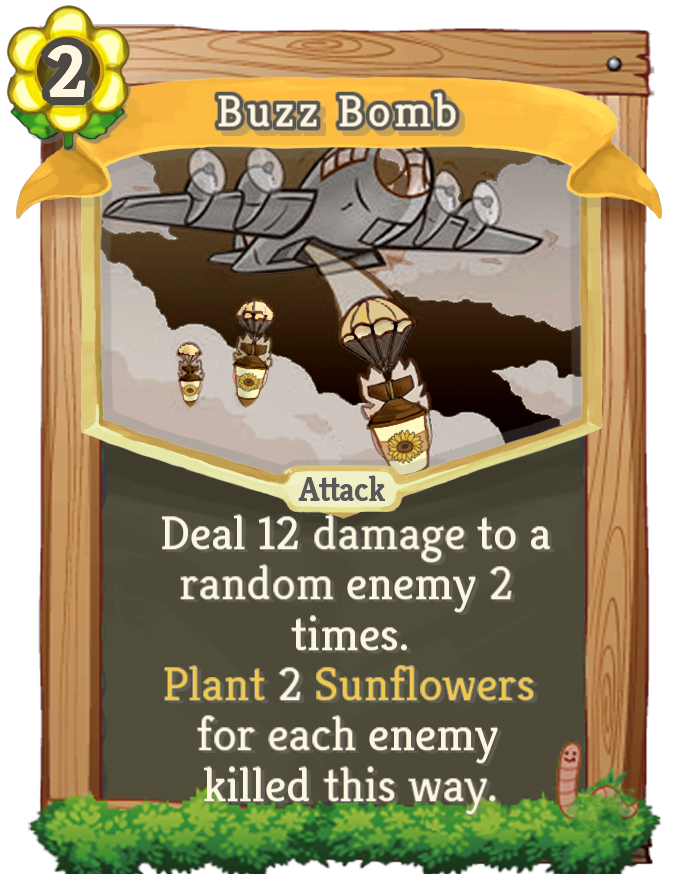 2
Buzz Bomb
Attack
Deal 12 damage to a
random enemy 2
times.
Plant 2 Sunflowers
for each enemy
killed this way.